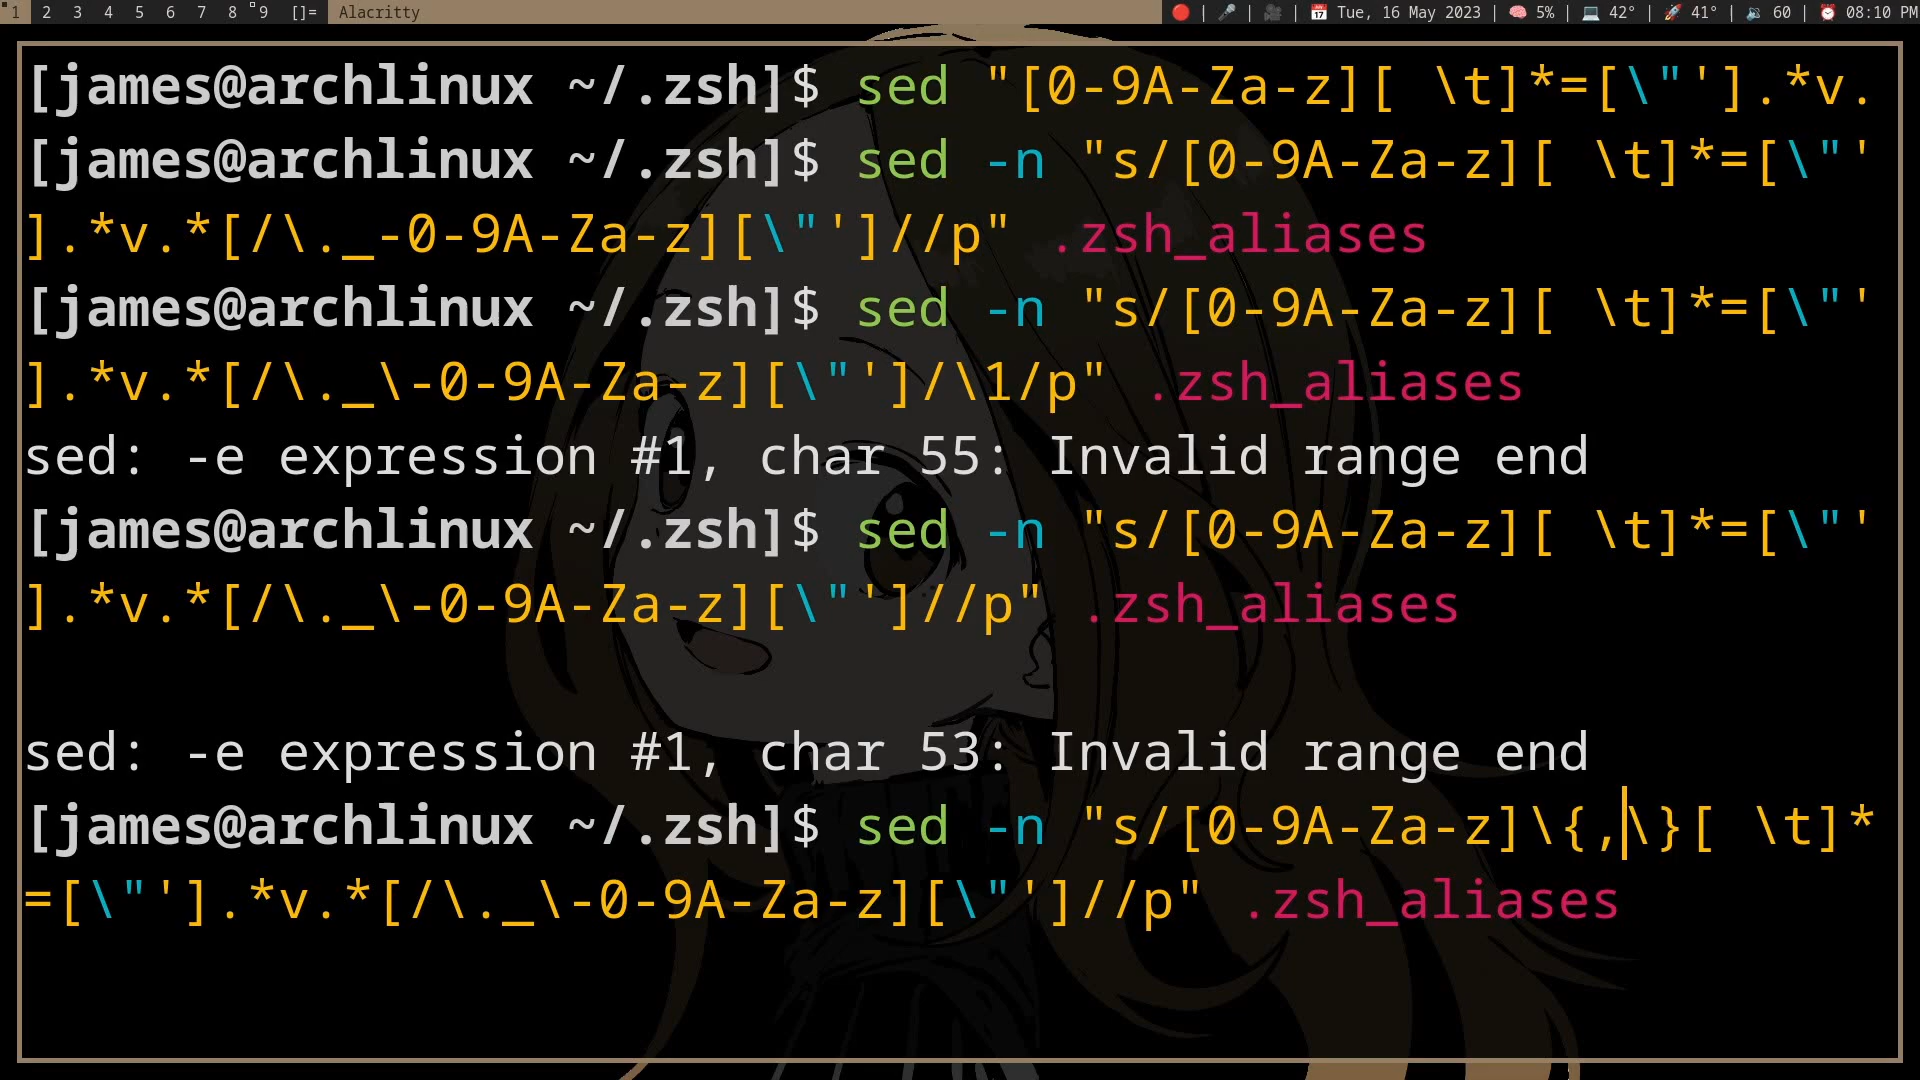 1 2 3 4 5 6 7 8 9 []= Alacritty | | | Tue, 16 May 2023 | 5% | 42° | 41° | 60 | 08:10 PM
[james@archlinux ~/.zsh]$ sed "[0-9A-Za-z][ \t]*=[\"'].*v.
[james@archlinux ~/.zsh]$ sed -n "s/[0-9A-Za-z][ \t]*=[\"'
].*v.*[/\._-0-9A-Za-z][\"']//p" .zsh_aliases
[james@archlinux ~/.zsh]$ sed -n "s/[0-9A-Za-z][ \t]*=[\"'
].*v.*[/\._\-0-9A-Za-z][\"']/\1/p" .zsh_aliases
sed: -e expression #1, char 55: Invalid range end
[james@archlinux ~/.zsh]$ sed -n "s/[0-9A-Za-z][ \t]*=[\"'
].*v.*[/\._\-0-9A-Za-z][\"']//p" .zsh_aliases
sed: -e expression #1, char 53: Invalid range end
[james@archlinux ~/.zsh]$ sed -n "s/[0-9A-Za-z]\{,\}[ \t]*
=[\"'].*v.*[/\._\-0-9A-Za-z][\"']//p" .zsh_aliases